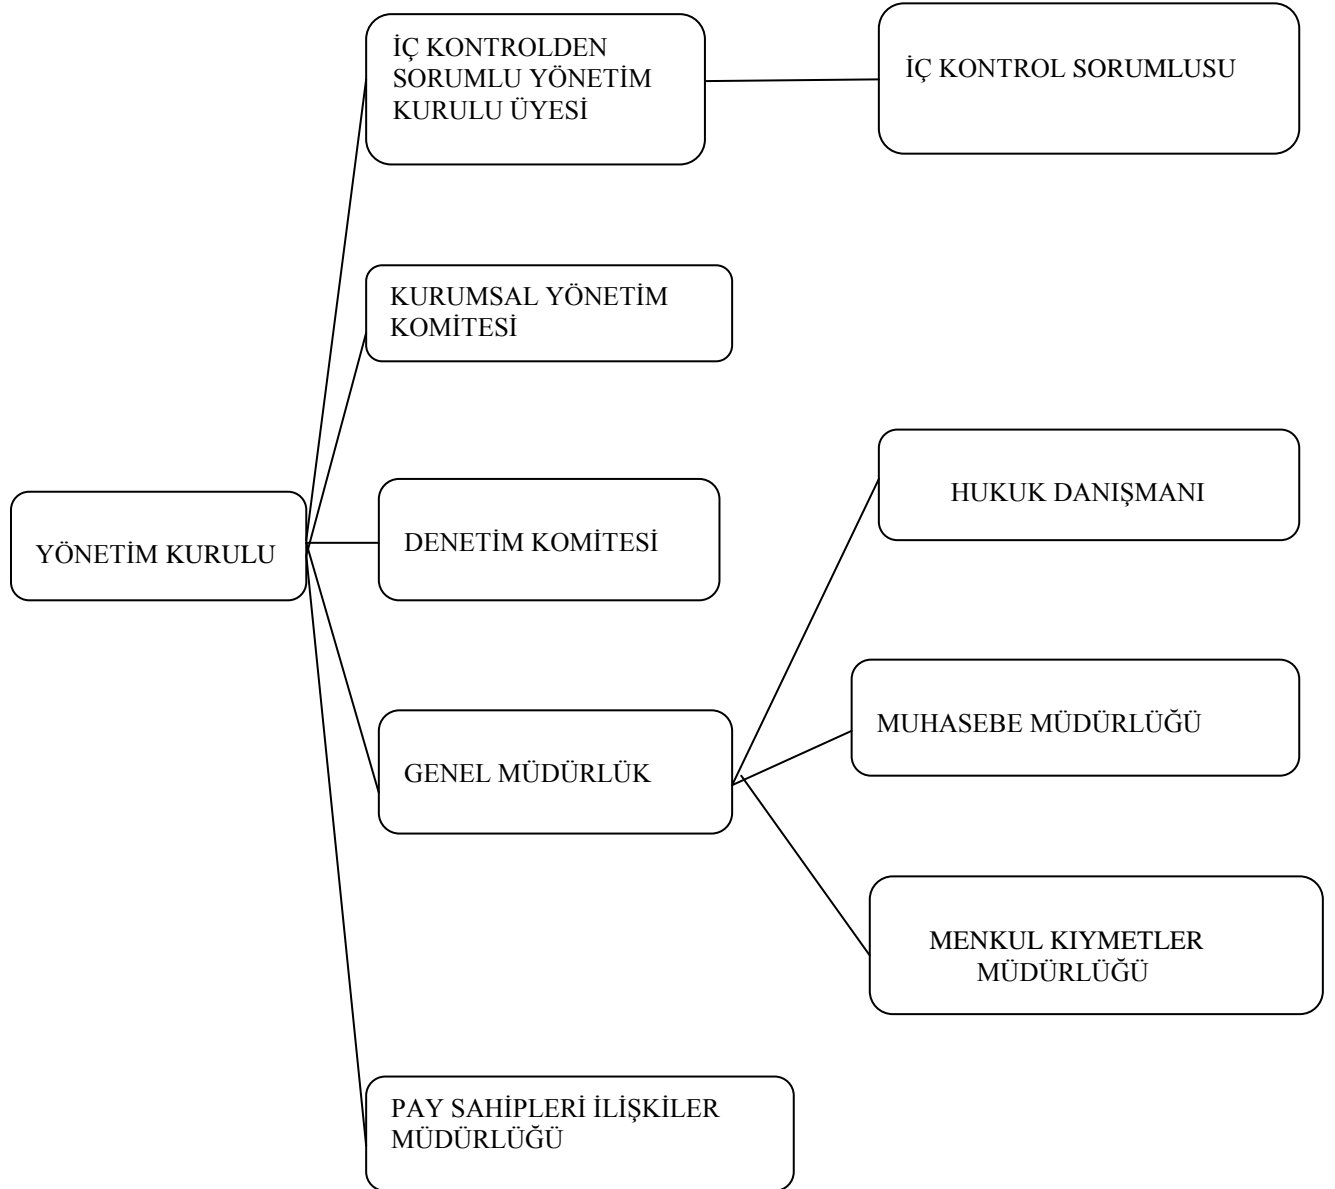 İÇ KONTROLDEN
SORUMLU YÖNETİM
KURULU ÜYESİ
İÇ KONTROL SORUMLUSU
KURUMSAL YÖNETİM
KOMİTESİ
HUKUK DANIŞMANI
YÖNETİM KURULU
DENETİM KOMİTESİ
MUHASEBE MÜDÜRLÜĞÜ
GENEL MÜDÜRLÜK
MENKUL KIYMETLER
MÜDÜRLÜĞÜ
PAY SAHİPLERİ İLİŞKİLER
MÜDÜRLÜĞÜ